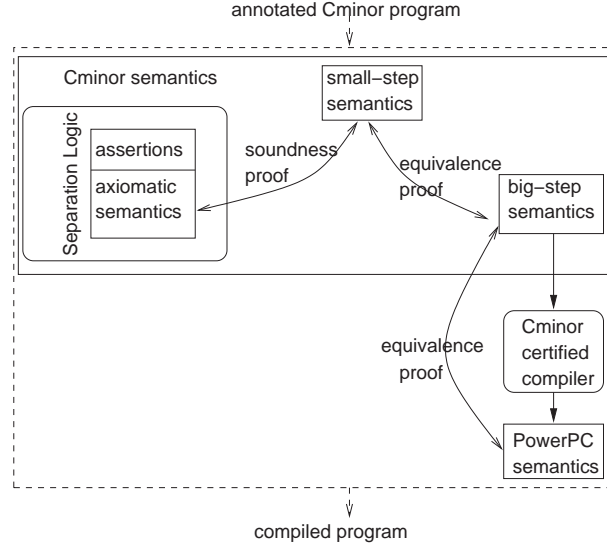 annotated Cminor program
Cminor semantics
small−step
semantics
Separation Logic
assertions
axiomatic
semantics
soundness
proof
equivalence
proof
big−step
semantics
equivalence
proof
Cminor
certified
compiler
PowerPC
semantics
compiled program